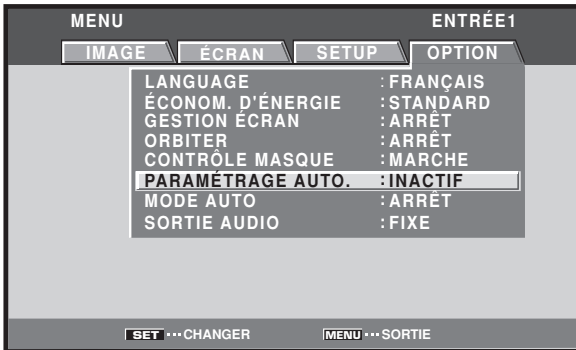 MENU ENTRÉE1
IMAGE ÉCRAN SETUP OPTION
LANGUAGE :FRANÇAIS
ÉCONOM. D'ÉNERGIE :STANDARD
GESTION ÉCRAN :ARRÊT
ORBITER :ARRÊT
CONTRÔLE MASQUE :MARCHE
PARAMÉTRAGE AUTO. :INACTIF
MODE AUTO :ARRÊT
SORTIE AUDIO :FIXE
SET ··· CHANGER MENU ··· SORTIE